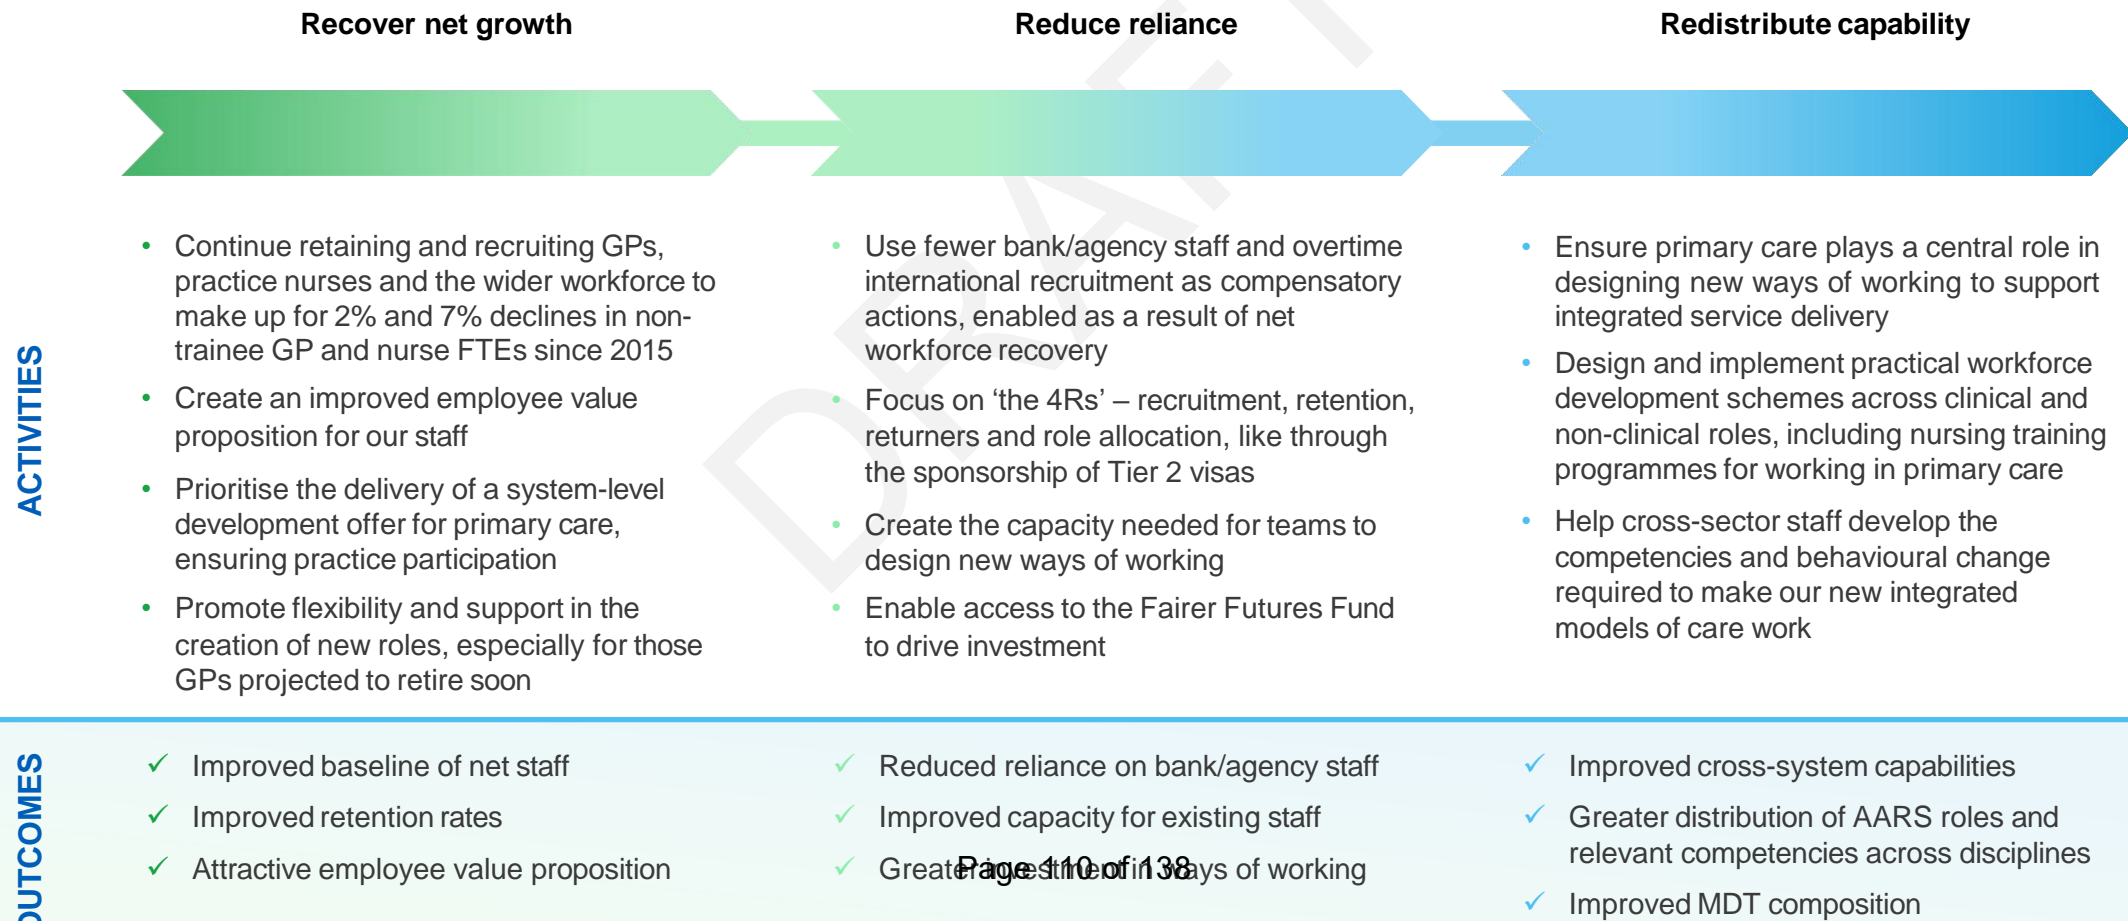 Recover net growth
Reduce reliance
Redistribute capability
ACTIVITIES
• Continue retaining and recruiting GPs,
practice nurses and the wider workforce to
make up for 2% and 7% declines in non-
trainee GP and nurse FTEs since 2015
• Create an improved employee value
proposition for our staff
• Prioritise the delivery of a system-level
development offer for primary care,
ensuring practice participation
• Promote flexibility and support in the
creation of new roles, especially for those
GPs projected to retire soon
• Use fewer bank/agency staff and overtime
international recruitment as compensatory
actions, enabled as a result of net
workforce recovery
• Focus on ‘the 4Rs’ – recruitment, retention,
returners and role allocation, like through
the sponsorship of Tier 2 visas
• Create the capacity needed for teams to
design new ways of working
• Enable access to the Fairer Futures Fund
to drive investment
• Ensure primary care plays a central role in
designing new ways of working to support
integrated service delivery
• Design and implement practical workforce
development schemes across clinical and
non-clinical roles, including nursing training
programmes for working in primary care
• Help cross-sector staff develop the
competencies and behavioural change
required to make our new integrated
models of care work
OUTCOMES
✓ Improved baseline of net staff
✓ Improved retention rates
✓ Attractive employee value proposition
✓ Reduced reliance on bank/agency staff
✓ Improved capacity for existing staff
✓ Greater investment in ways of working
✓ Improved cross-system capabilities
✓ Greater distribution of AARS roles and
relevant competencies across disciplines
✓ Improved MDT composition
Page 110 of 138
DRAFT